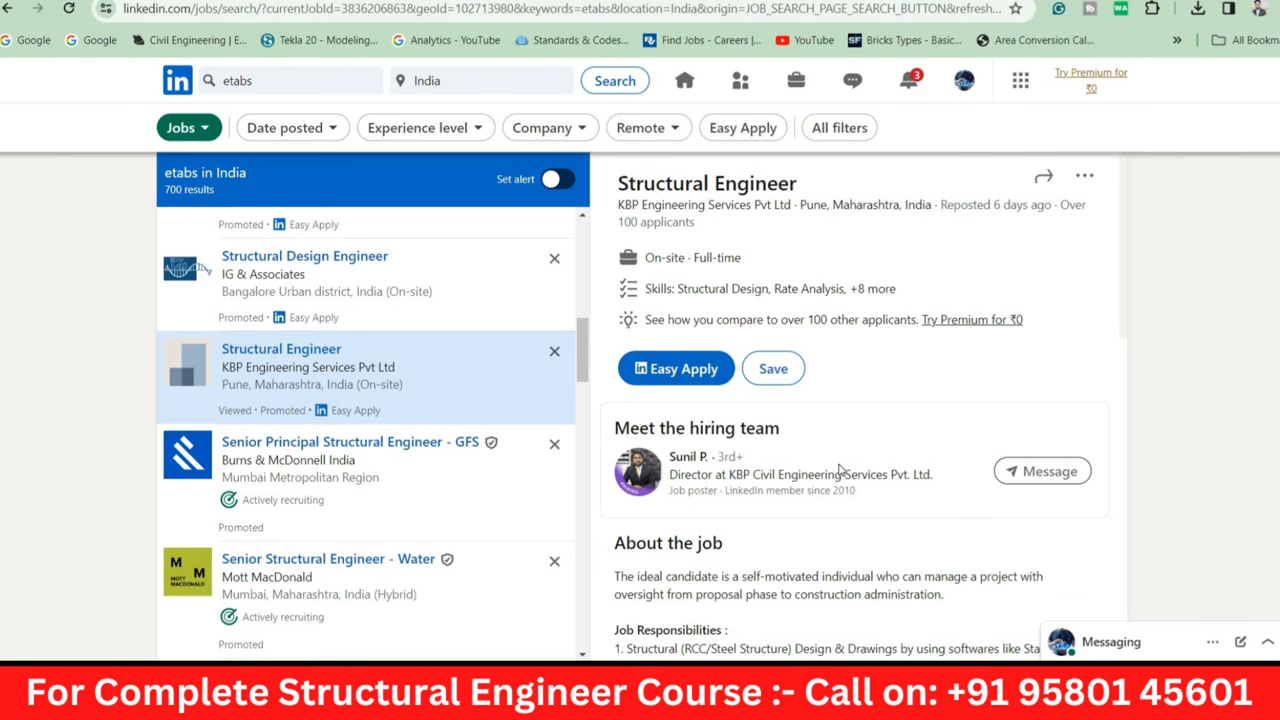 linkedin.com/jobs/search/?currentJobId=3836206863&geoId=102713980&keywords=etabs&location=India&origin=JOB_SEARCH_PAGE_SEARCH_BUTTON&refresh...
Google
Google
Civil Engineering | E...
Tekla 20 - Modeling...
Analytics - YouTube
Standards & Codes...
Find Jobs - Careers |...
YouTube
Bricks Types - Basic...
Area Conversion Cal...
»
All Bookma
in
etabs
India
Search
3
Try Premium for
₹0
Jobs
Date posted
Experience level
Company
Remote
Easy Apply
All filters
etabs in India
700 results
Set alert
Promoted · in Easy Apply
Structural Design Engineer
IG & Associates
Bangalore Urban district, India (On-site)
Promoted · in Easy Apply
Structural Engineer
KBP Engineering Services Pvt Ltd
Pune, Maharashtra, India (On-site)
Viewed · Promoted · in Easy Apply
Senior Principal Structural Engineer - GFS
Burns & McDonnell India
Mumbai Metropolitan Region
Actively recruiting
Promoted
M
M
MOTT
MACDONALD
Senior Structural Engineer - Water
Mott MacDonald
Mumbai, Maharashtra, India (Hybrid)
Actively recruiting
Promoted
Structural Engineer
KBP Engineering Services Pvt Ltd · Pune, Maharashtra, India · Reposted 6 days ago · Over
100 applicants
On-site · Full-time
Skills: Structural Design, Rate Analysis, +8 more
See how you compare to over 100 other applicants. Try Premium for ₹0
in Easy Apply
Save
Meet the hiring team
Sunil P. · 3rd+
Director at KBP Civil Engineering Services Pvt. Ltd.
Job poster · LinkedIn member since 2010
Message
About the job
The ideal candidate is a self-motivated individual who can manage a project with
oversight from proposal phase to construction administration.
Job Responsibilities :
1. Structural (RCC/Steel Structure) Design & Drawings by using softwares like Sta
Messaging
For Complete Structural Engineer Course :- Call on: +91 95801 45601